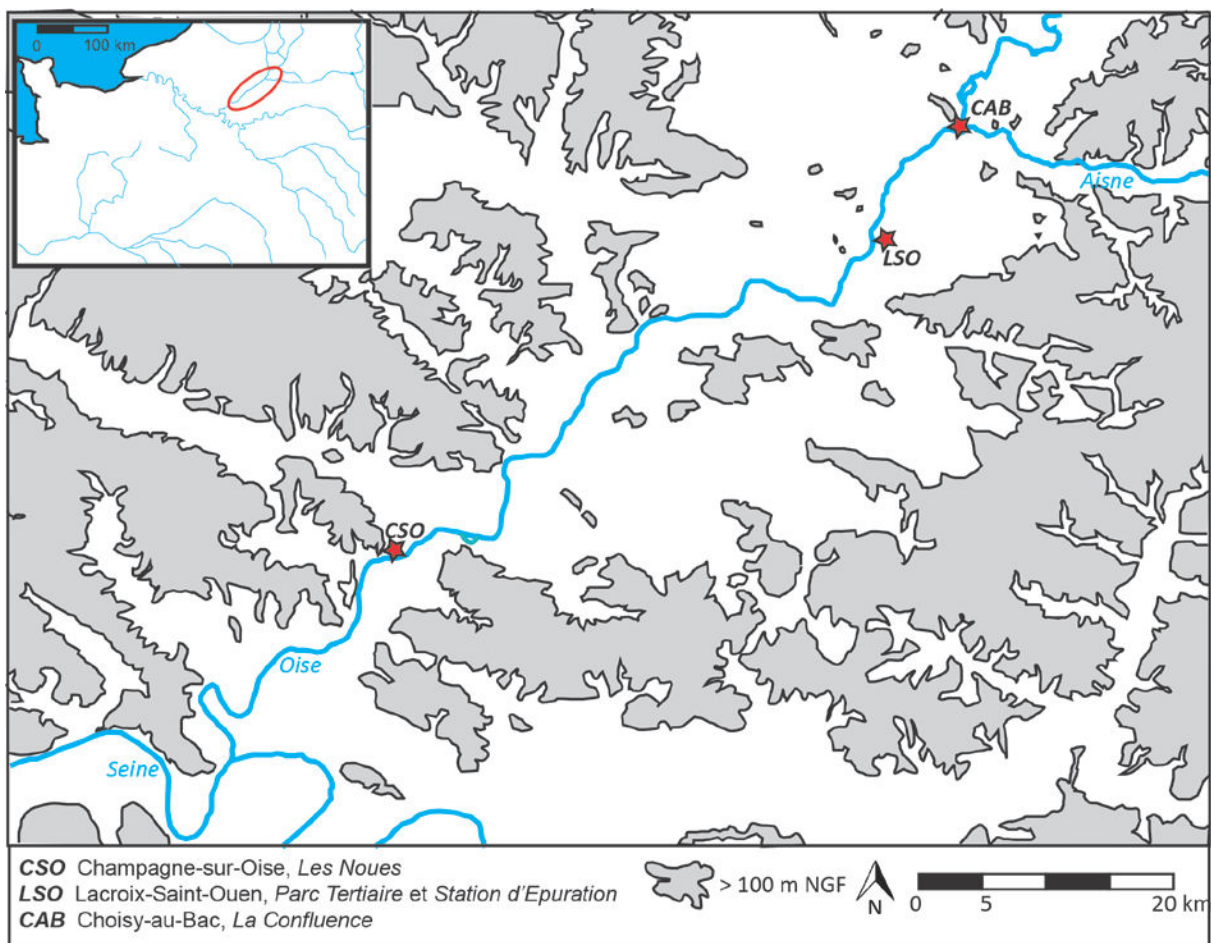 0 100 km
CAB
Aisne
LSO
CSO
Oise
Seine
CSO Champagne-sur-Oise, Les Noues
LSO Lacroix-Saint-Ouen, Parc Tertiaire et Station d'Epuration
CAB Choisy-au-Bac, La Confluence
> 100 m NGF
N
0 5 20 km